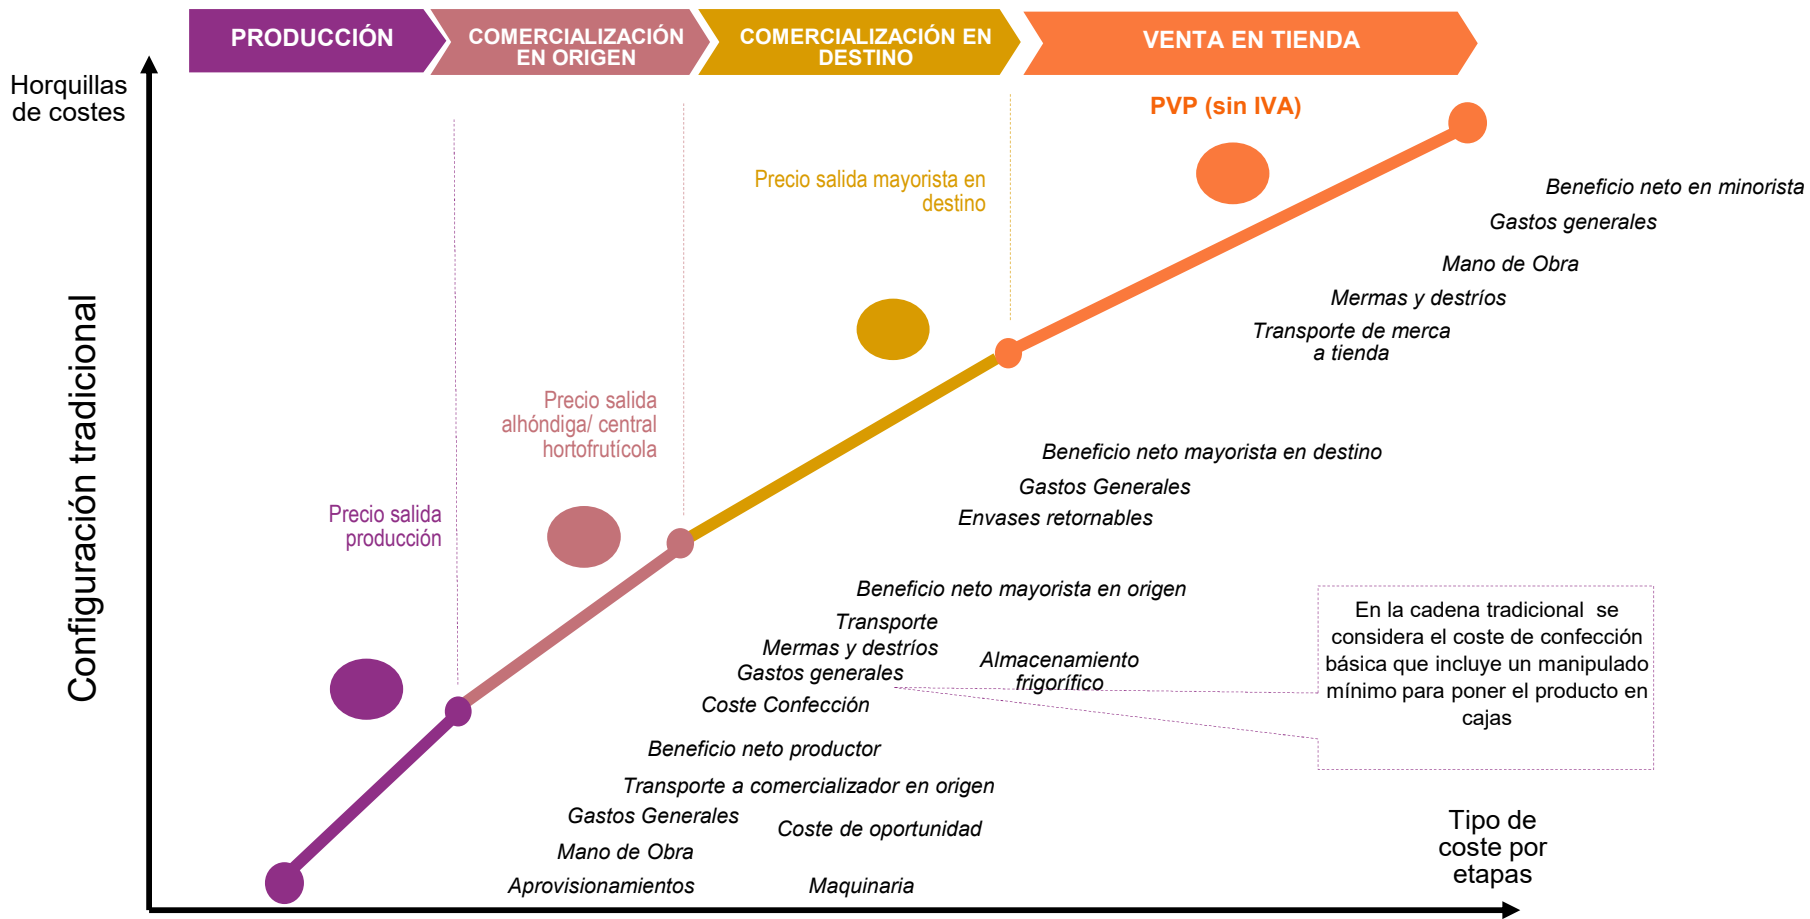 PRODUCCIÓN
COMERCIALIZACIÓN
EN ORIGEN
COMERCIALIZACIÓN EN
DESTINO
VENTA EN TIENDA
Horquillas
de costes
PVP (sin IVA)
Precio salida mayorista en
destino
Beneficio neto en minorista
Gastos generales
Mano de Obra
Mermas y destríos
Transporte de merca
a tienda
Configuración tradicional
Precio salida
alhóndiga/ central
hortofrutícola
Beneficio neto mayorista en destino
Gastos Generales
Envases retornables
Precio salida
producción
Beneficio neto mayorista en origen
Transporte
Mermas y destríos
Gastos generales
Almacenamiento
frigorífico
Coste Confección
En la cadena tradicional se
considera el coste de confección
básica que incluye un manipulado
mínimo para poner el producto en
cajas
Beneficio neto productor
Transporte a comercializador en origen
Gastos Generales
Coste de oportunidad
Mano de Obra
Aprovisionamientos
Maquinaria
Tipo de
coste por
etapas